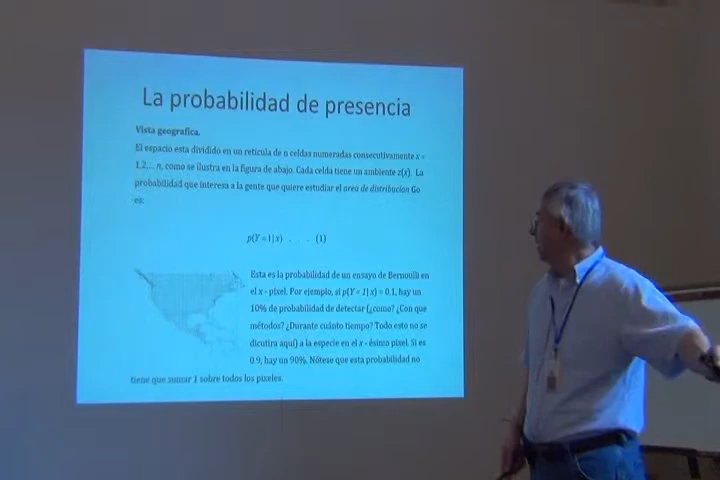 La probabilidad de presencia
Vista geografica.
El espacio esta dividido en un reticula de n celdas numeradas consecutivamente x =
1,2,... n, como se ilustra en la figura de abajo. Cada celda tiene un ambiente z(x). La
probabilidad que interesa a la gente que quiere estudiar el area de distribucion Go
es:
p(Y = 1| x) . . . (1)
Esta es la probabilidad de un ensayo de Bernoulli en
el x - pixel. Por ejemplo, si p(Y = 1| x) = 0.1, hay un
10% de probabilidad de detectar (¿como? ¿Con que
métodos? ¿Durante cuánto tiempo? Todo esto no se
dicutira aquí) a la especie en el x - ésimo pixel. Si es
0.9, hay un 90%. Nótese que esta probabilidad no
tiene que sumar 1 sobre todos los pixeles.